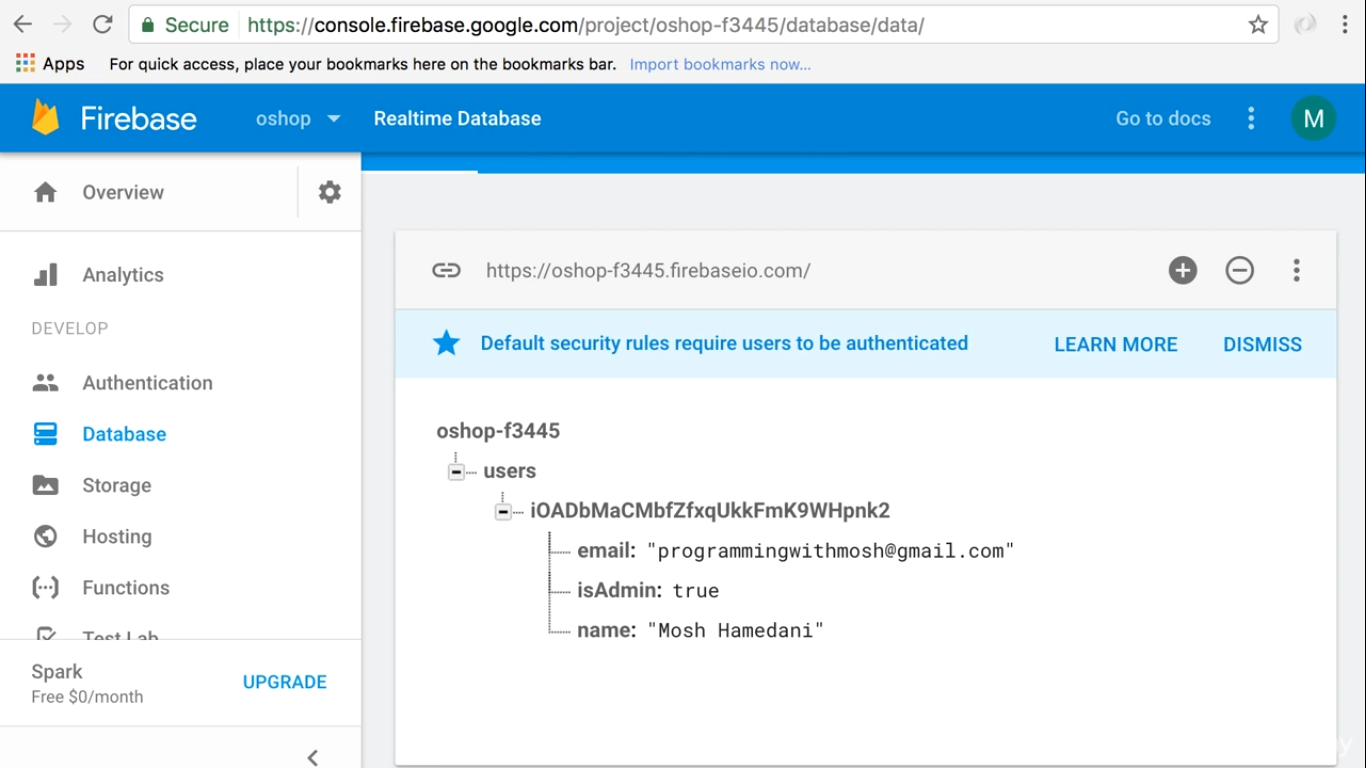 Secure https://console.firebase.google.com/project/oshop-f3445/database/data/
Apps For quick access, place your bookmarks here on the bookmarks bar. Import bookmarks now...
Firebase oshop Realtime Database Go to docs M
Overview
Analytics
DEVELOP
Authentication
Database
Storage
Hosting
Functions
Test Lab
Spark
Free $0/month
UPGRADE
https://oshop-f3445.firebaseio.com/
Default security rules require users to be authenticated LEARN MORE DISMISS
oshop-f3445
users
iOADbMaCMbfZfxqUkkFmK9WHpnk2
email: "programmingwithmosh@gmail.com"
isAdmin: true
name: "Mosh Hamedani"